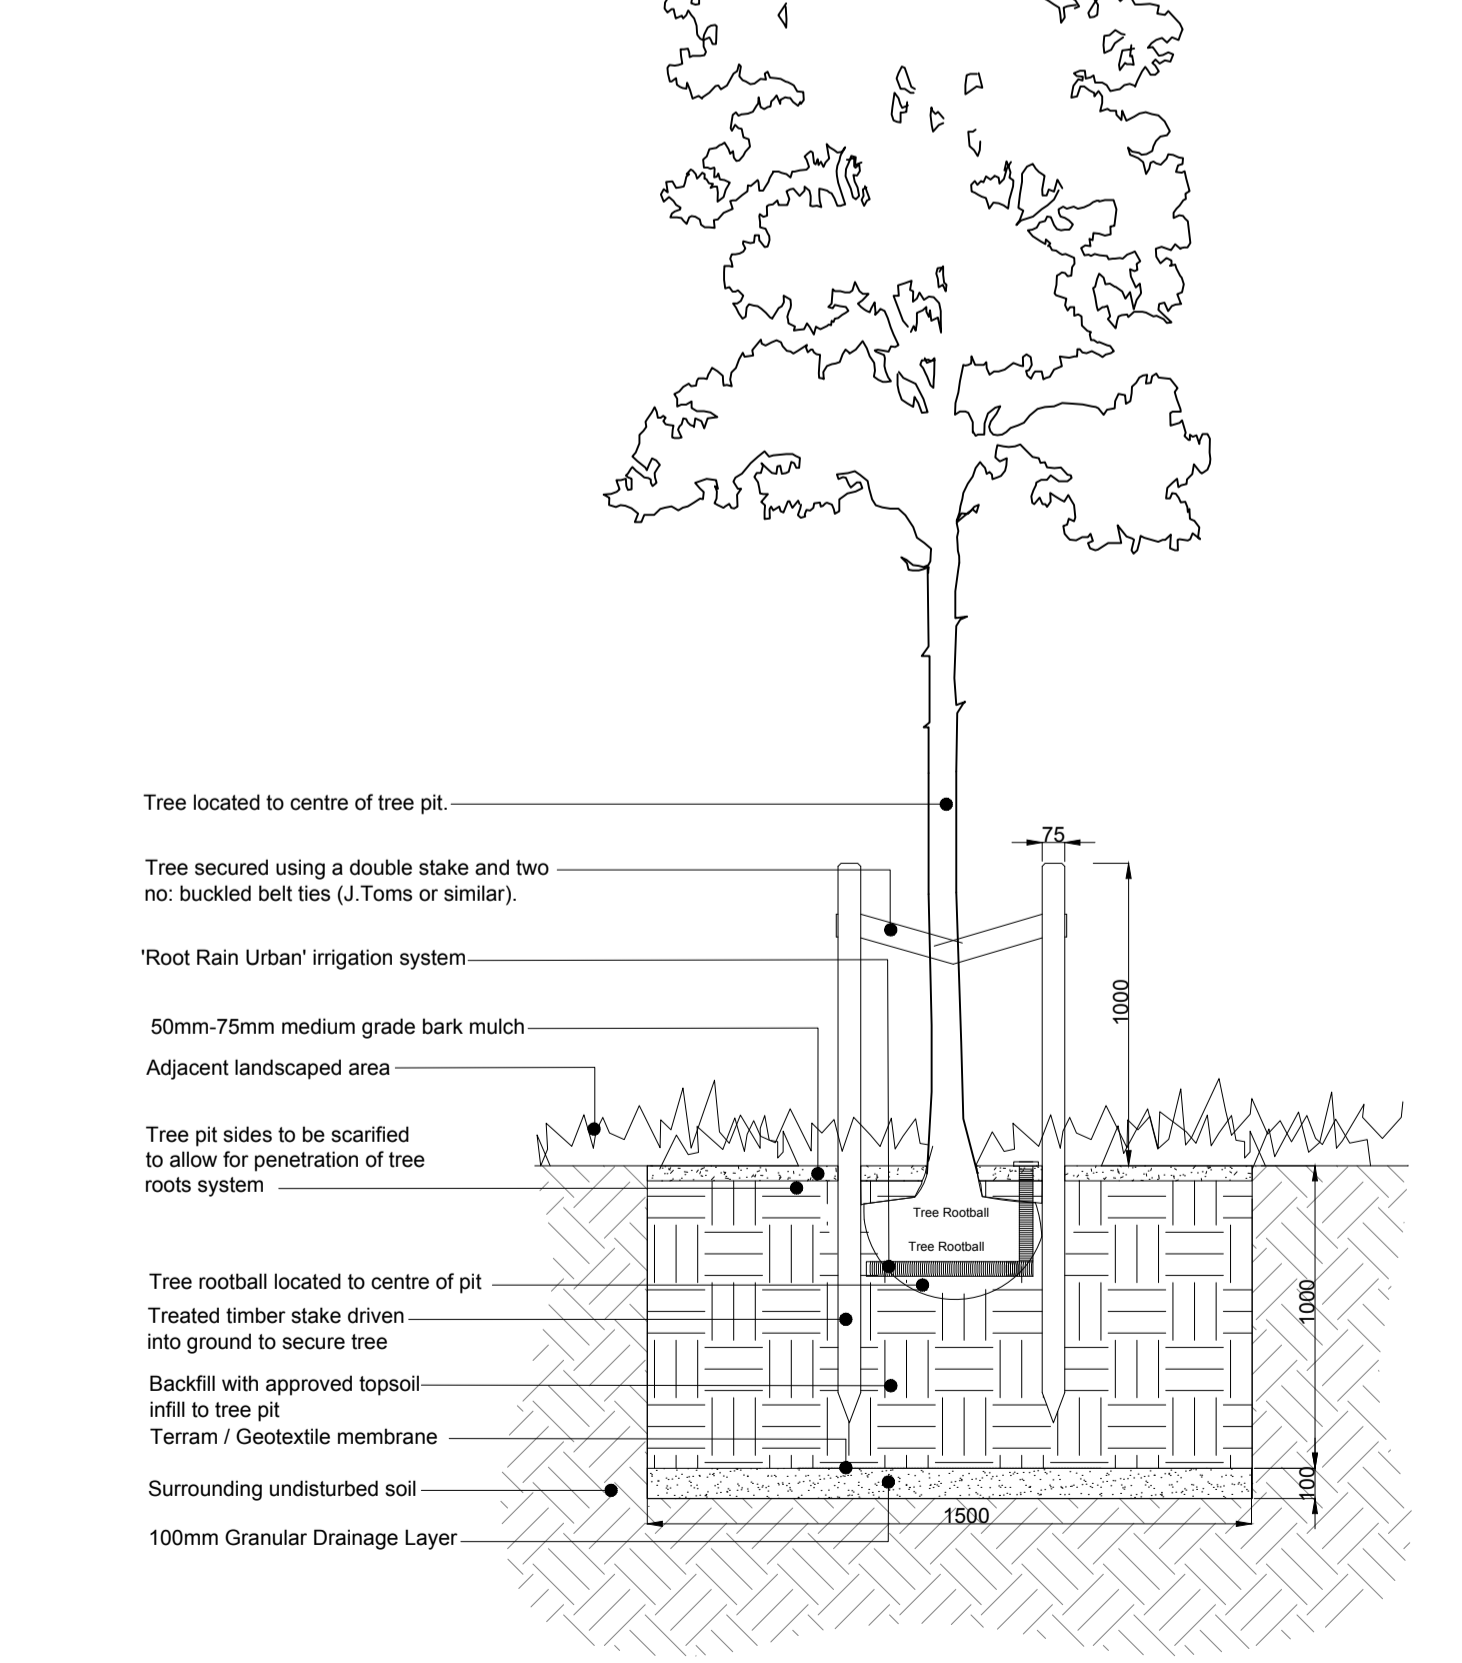 Tree located to centre of tree pit.
75
Tree secured using a double stake and two
no: buckled belt ties (J.Toms or similar).
'Root Rain Urban' irrigation system
1000
50mm-75mm medium grade bark mulch
Adjacent landscaped area
Tree pit sides to be scarified
to allow for penetration of tree
roots system
Tree Rootball
Tree Rootball
Tree rootball located to centre of pit
1000
Treated timber stake driven
into ground to secure tree
Backfill with approved topsoil
infill to tree pit
Terram / Geotextile membrane
100
Surrounding undisturbed soil
1500
100mm Granular Drainage Layer